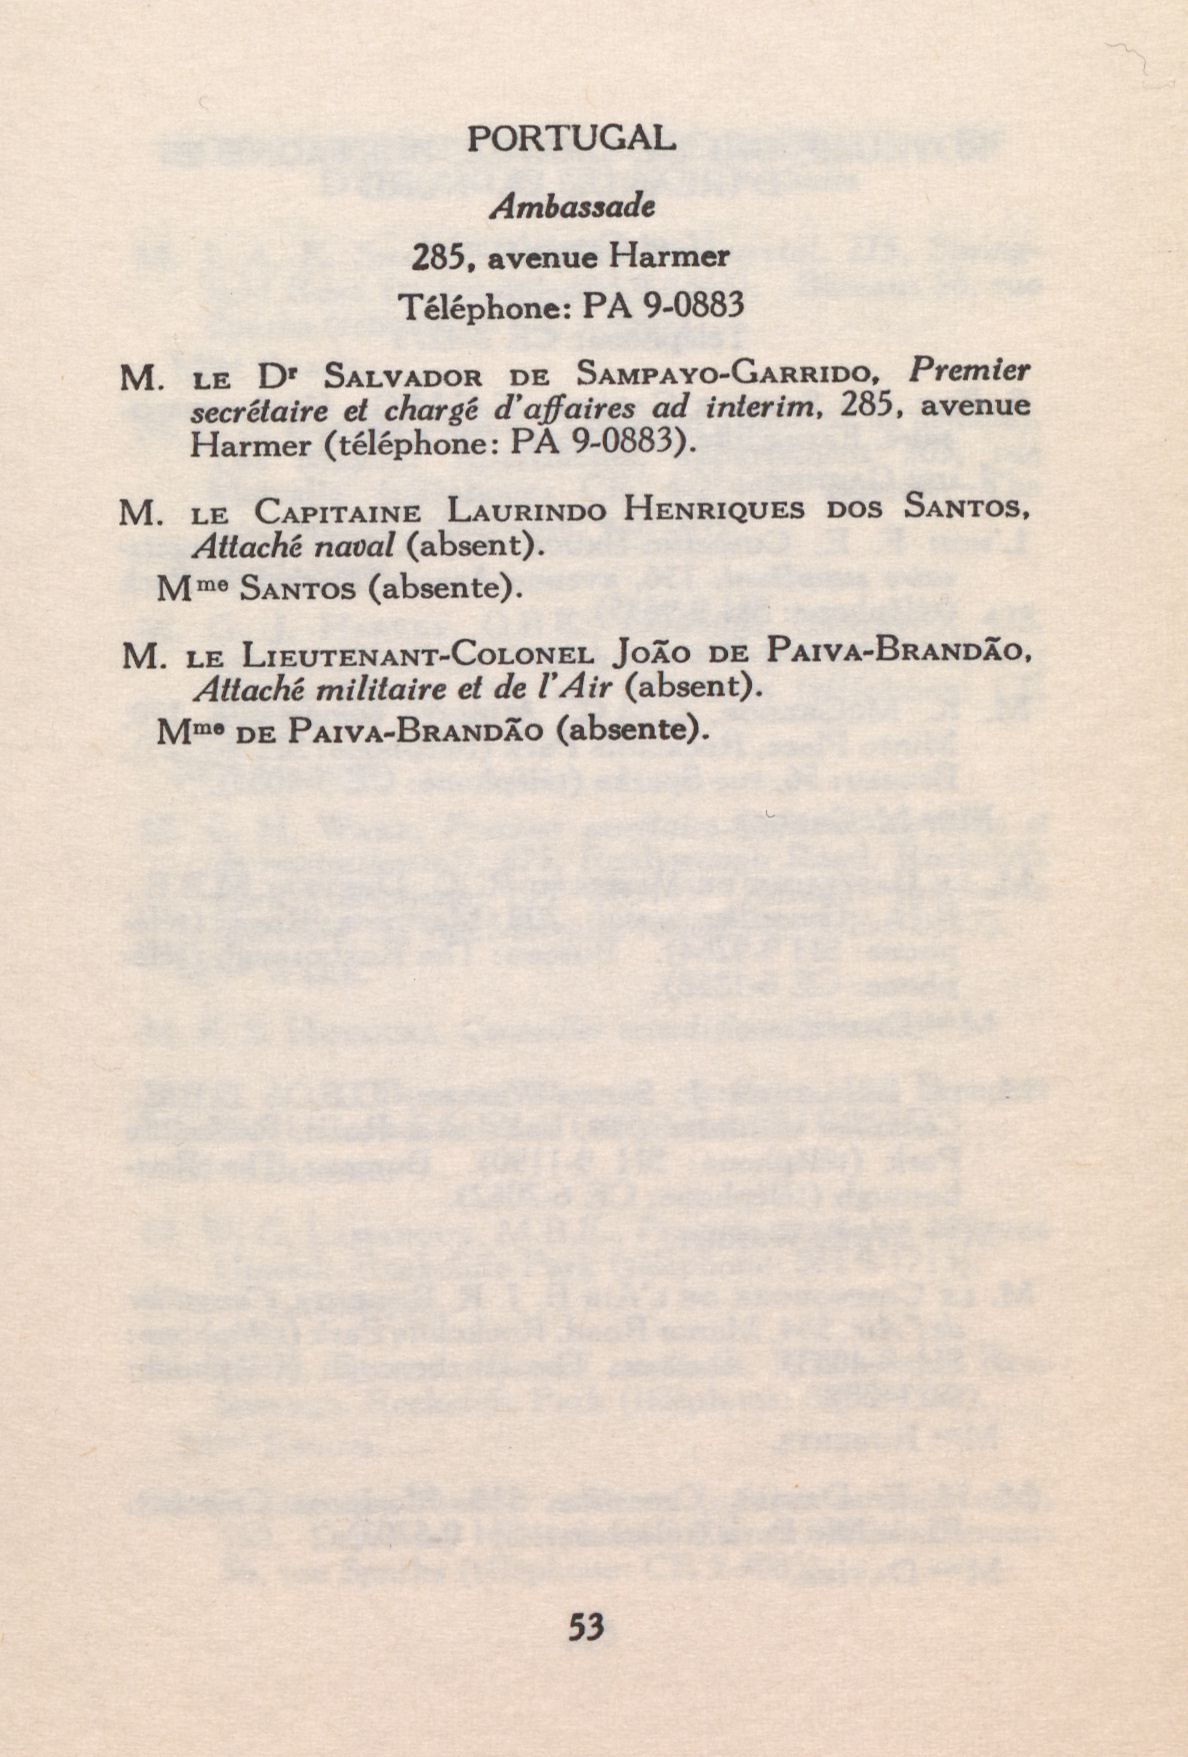 PORTUGAL
Ambassade
285, avenue Harmer
Téléphone: PA 9-0883
M. LE Dr SALVADOR DE SAMPAYO-GARRIDO, Premier
secrétaire et chargé d'affaires ad interim, 285, avenue
Harmer (téléphone: PA 9-0883).
M. LE CAPITAINE LAURINDO HENRIQUES DOS SANTOS,
Attaché naval (absent).
Mme SANTOS (absente).
M. LE LIEUTENANT-COLONEL JOÃO DE PAIVA-BRANDÃO,
Attaché militaire et de l'Air (absent).
Mme DE PAIVA-BRANDÃO (absente).
53